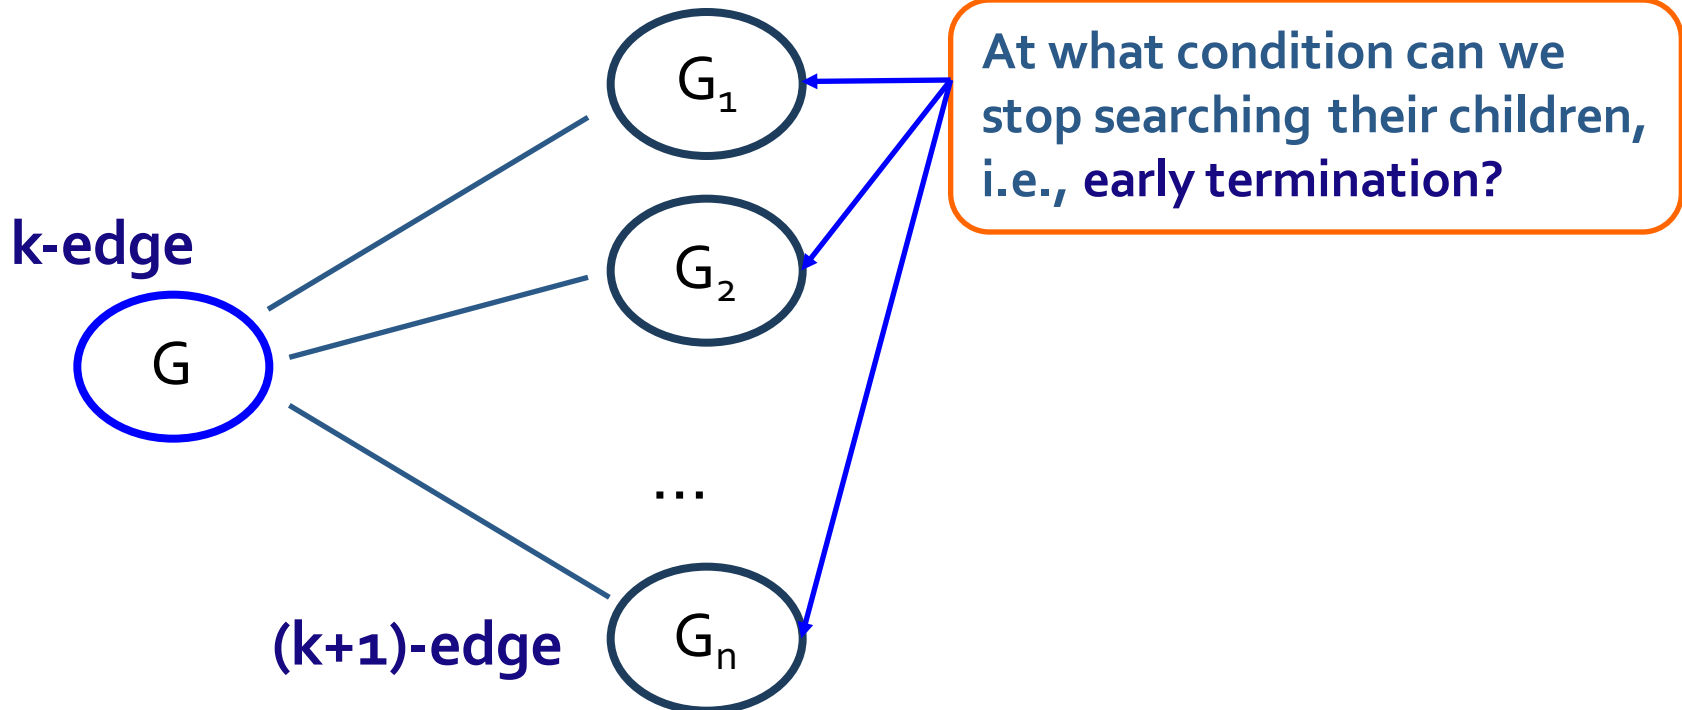 At what condition can we
stop searching their children,
i.e., early termination?
G₁
G₂
k-edge
G
...
(k+1)-edge
Gₙ